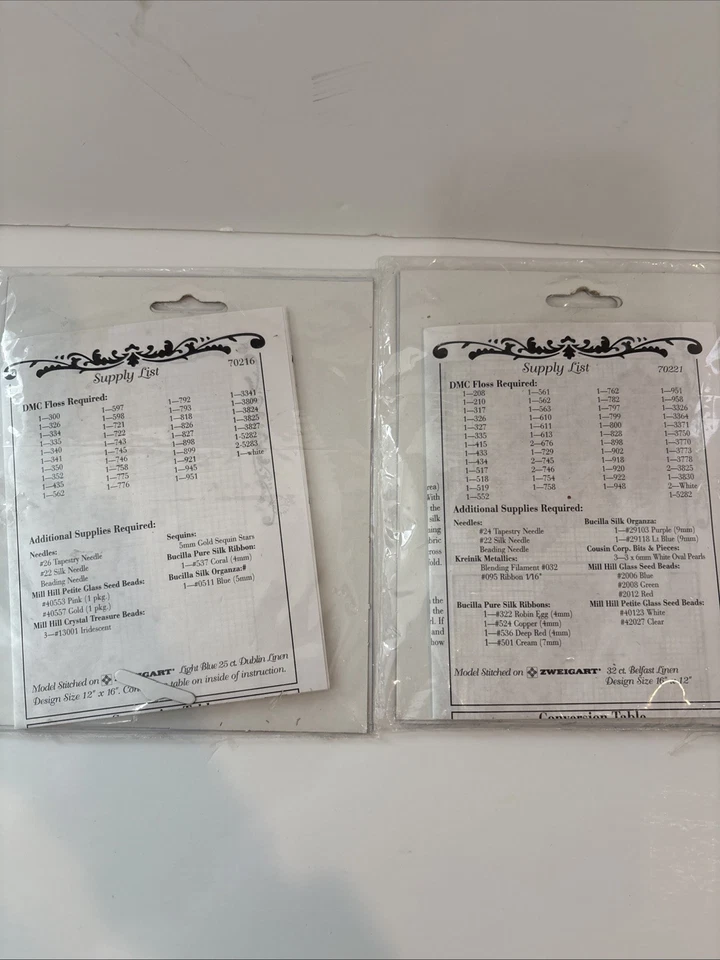 Supply List
70216
DMC Floss Required:
1—300
1—326
1—334
1—335
1—340
1—341
1—350
1—352
1—435
1—562
1—597
1—598
1—721
1—722
1—743
1—745
1—746
1—758
1—775
1—776
1—792
1—793
1—818
1—826
1—827
1—898
1—899
1—921
1—945
1—951
1—3341
1—3809
1—3824
1—3825
1—3827
1-5282
2-5283
1—white
Additional Supplies Required:
Needles:
#26 Tapestry Needle
#22 Silk Needle
Beading Needle
Mill Hill Petite Glass Seed Beads:
#40553 Pink (1 pkg.)
#40557 Gold (1 pkg.)
Mill Hill Crystal Treasure Beads:
3—#13001 Iridescent
Sequins:
5mm Gold Sequin Stars
Bucilla Pure Silk Ribbon:
1—#537 Coral (4mm)
Bucilla Silk Organza:#
1—#0511 Blue (5mm)
Model Stitched on ZWEIGART® Light Blue 25 ct. Dublin Linen
Design Size 12" x 16". Con table on inside of instruction.
Supply List
70221
DMC Floss Required:
1—208
1—210
1—317
1—326
1—327
1—335
1—415
1—433
1—434
1—517
1—518
1—519
1—552
1—561
1—562
1—563
1—610
1—611
1—613
2—676
1—729
2—745
2—746
1—754
1—758
1—762
1—782
1—797
1—799
1—800
1—828
1—898
1—902
1—918
1—920
1—922
1—948
1—951
1—958
1—3326
1—3364
1—3371
1—3750
1—3770
1—3773
1—3778
2—3825
1—3830
2—White
1—5282
Additional Supplies Required:
Needles:
#24 Tapestry Needle
#22 Silk Needle
Beading Needle
Kreinik Metallics:
Blending Filament #032
#095 Ribbon 1/16"
Bucilla Pure Silk Ribbons:
1—#322 Robin Egg (4mm)
1—#524 Copper (4mm)
1—#536 Deep Red (4mm)
1—#501 Cream (7mm)
Bucilla Silk Organza:
1—#29103 Purple (9mm)
1—#29118 Lt Blue (9mm)
Cousin Corp. Bits & Pieces:
3—3 x 6mm White Oval Pearls
Mill Hill Glass Seed Beads:
#2006 Blue
#2008 Green
#2012 Red
Mill Hill Petite Glass Seed Beads:
#40123 White
#42027 Clear
Model Stitched on ZWEIGART® 32 ct. Belfast Linen
Design Size 16" 12"
Conversion Table